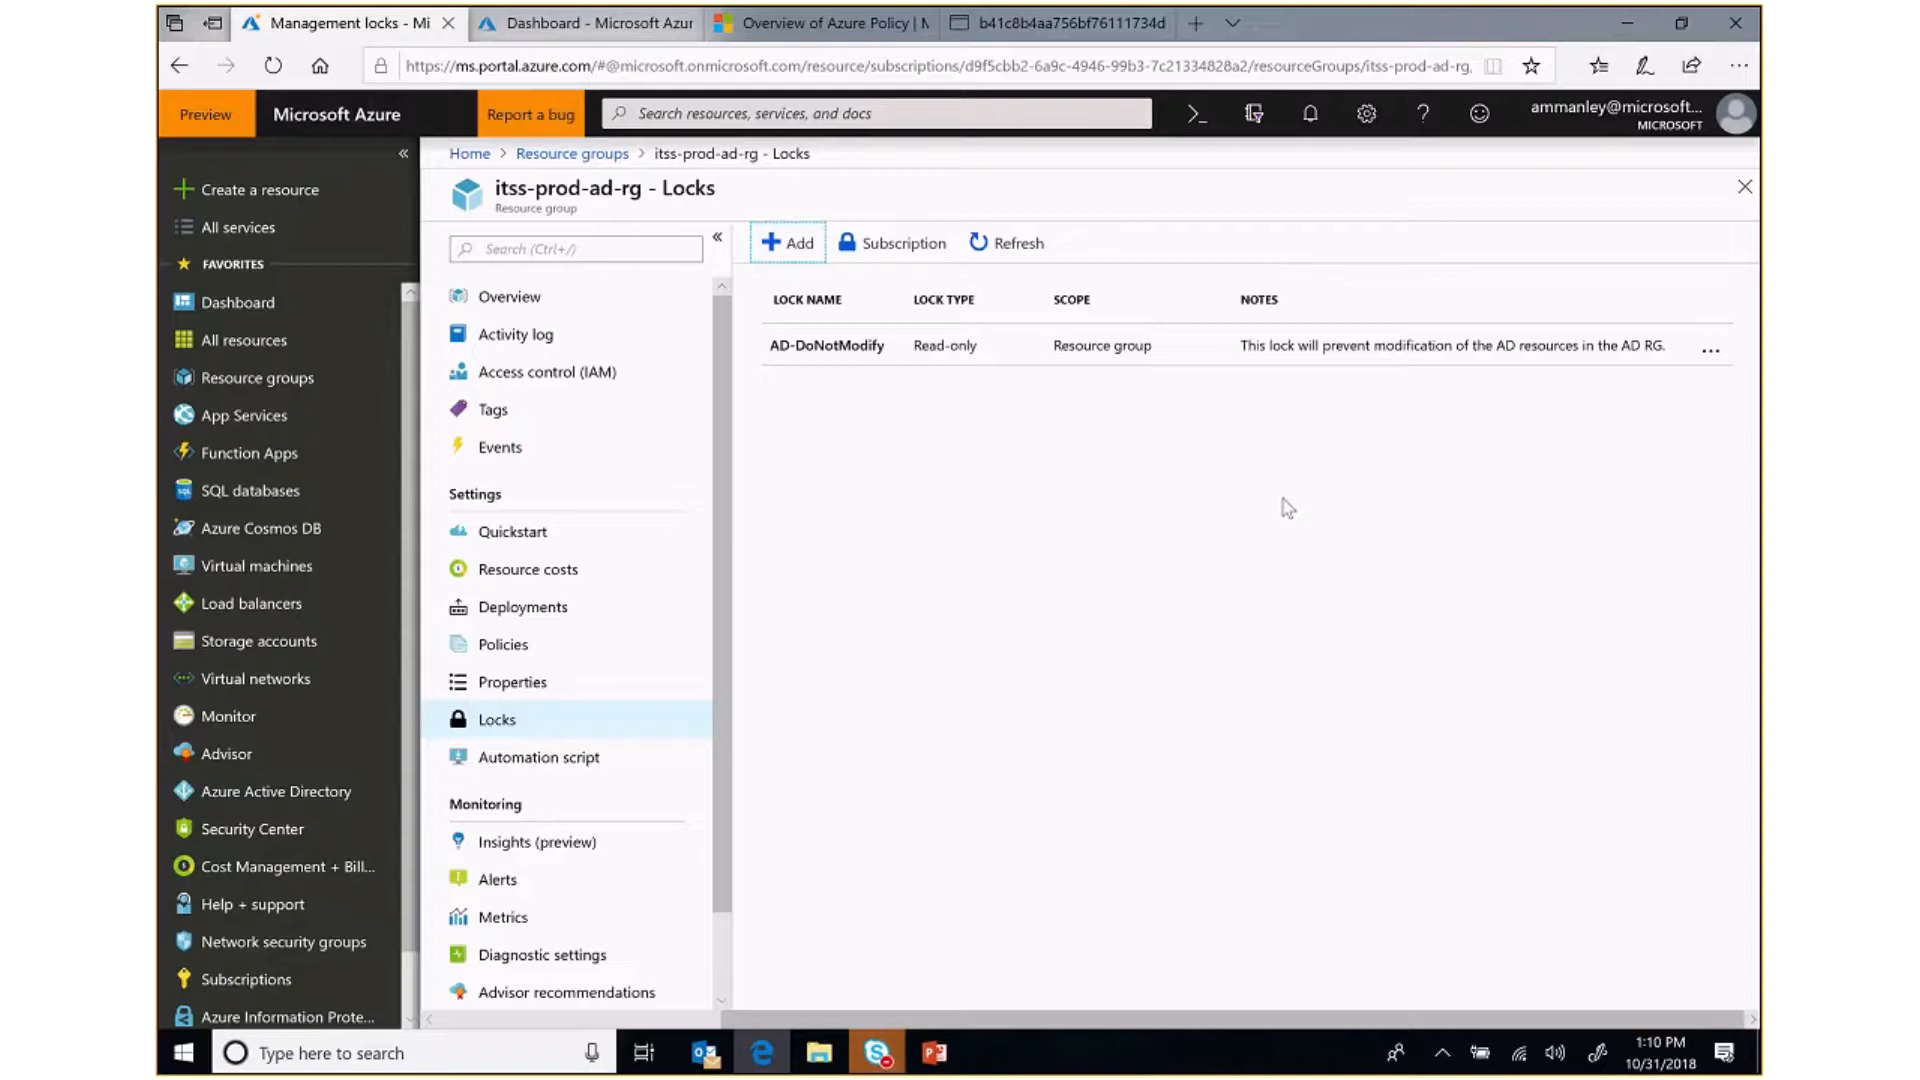 Management locks - Mi
Dashboard - Microsoft Azur
Overview of Azure Policy | M
b41c8b4aa756bf76111734d
https://ms.portal.azure.com/#@microsoft.onmicrosoft.com/resource/subscriptions/d9f5cbb2-6a9c-4946-99b3-7c21334828a2/resourceGroups/itss-prod-ad-rg,
Preview
Microsoft Azure
Report a bug
Search resources, services, and docs
ammanley@microsoft...
MICROSOFT
Create a resource
All services
FAVORITES
Dashboard
All resources
Resource groups
App Services
Function Apps
SQL databases
Azure Cosmos DB
Virtual machines
Load balancers
Storage accounts
Virtual networks
Monitor
Advisor
Azure Active Directory
Security Center
Cost Management + Bill...
Help + support
Network security groups
Subscriptions
Azure Information Prote...
Home > Resource groups > itss-prod-ad-rg - Locks
itss-prod-ad-rg - Locks
Resource group
Search (Ctrl+/)
Overview
Activity log
Access control (IAM)
Tags
Events
Settings
Quickstart
Resource costs
Deployments
Policies
Properties
Locks
Automation script
Monitoring
Insights (preview)
Alerts
Metrics
Diagnostic settings
Advisor recommendations
Add Subscription Refresh
LOCK NAME LOCK TYPE SCOPE NOTES
AD-DoNotModify Read-only Resource group This lock will prevent modification of the AD resources in the AD RG. ...
Type here to search
1:10 PM
10/31/2018